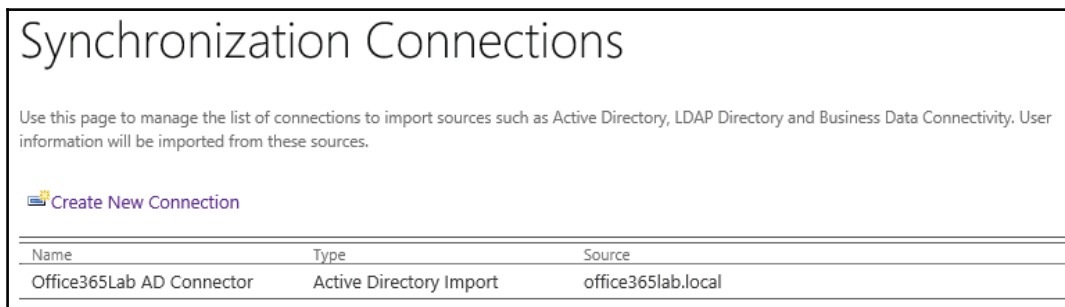 Synchronization Connections
Use this page to manage the list of connections to import sources such as Active Directory, LDAP Directory and Business Data Connectivity. User
information will be imported from these sources.
Create New Connection
Name Type Source
Office365Lab AD Connector Active Directory Import office365lab.local